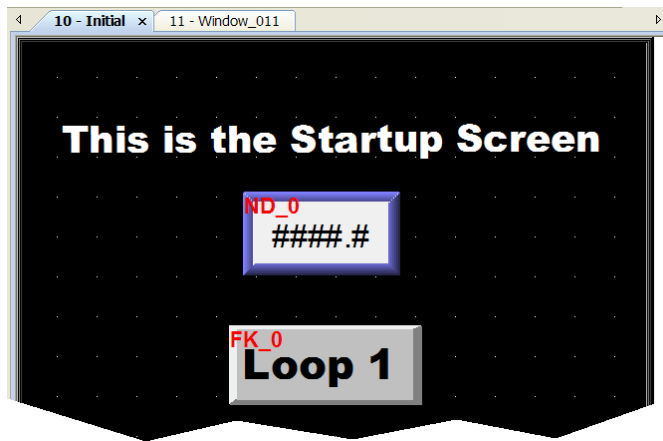 10 - Initial × 11 - Window_011
This is the Startup Screen
ND_0
####.#
FK_0
Loop 1